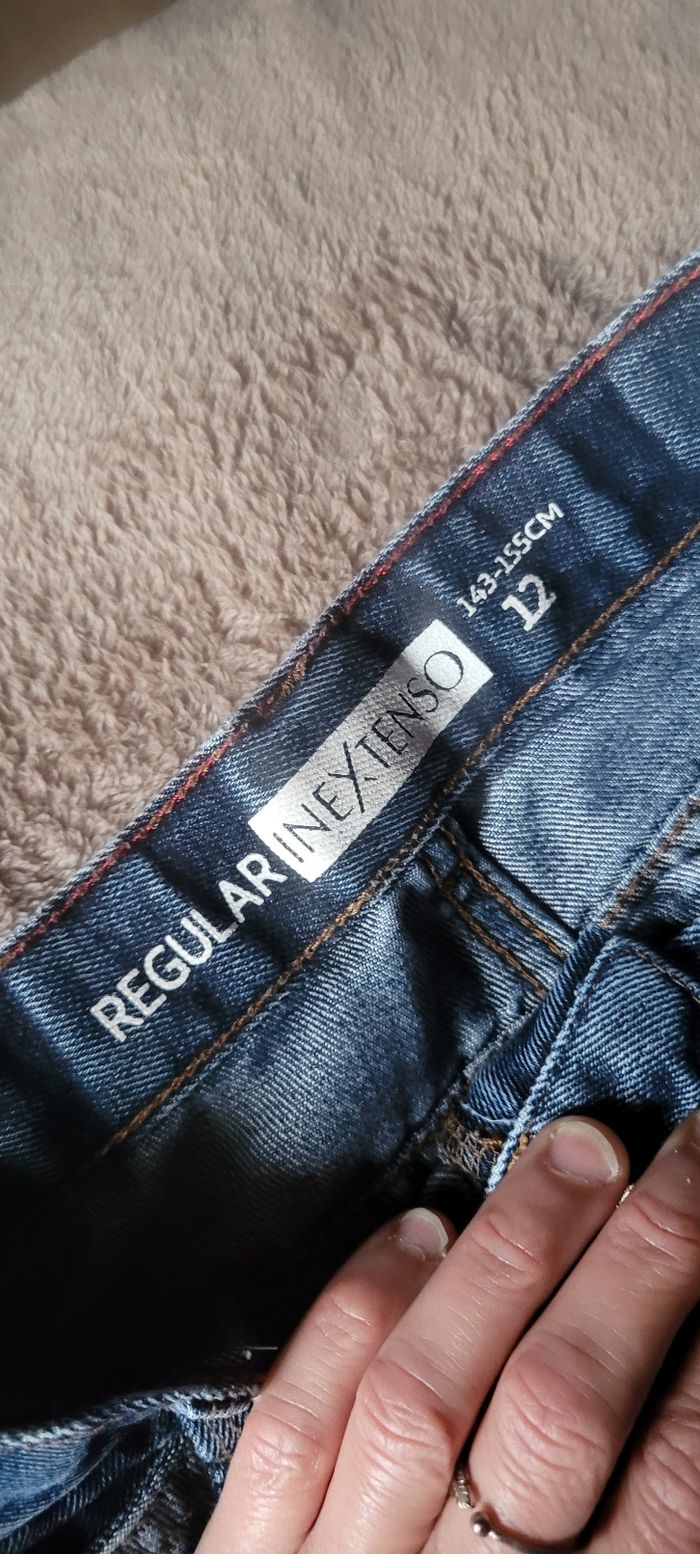 REGULAR
INEXTENSO
143-155CM
12